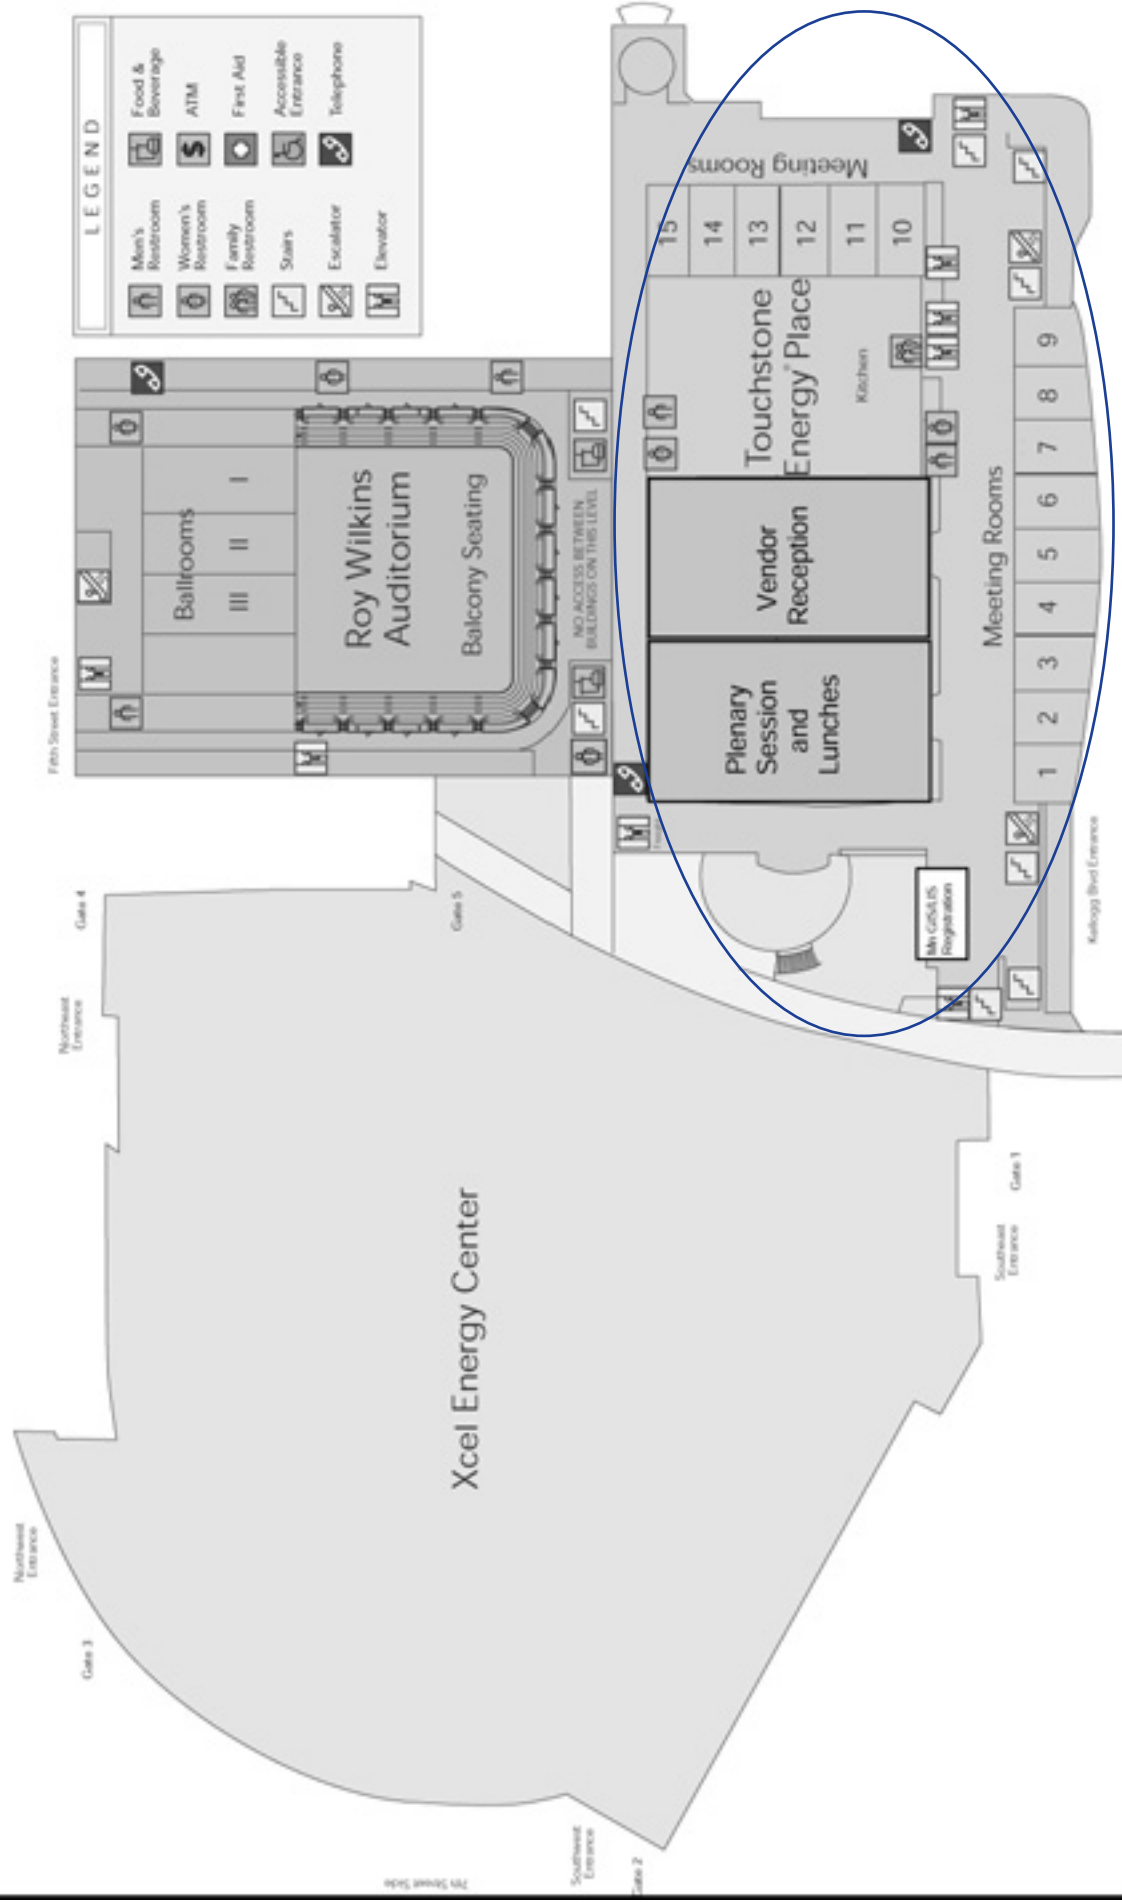 LEGEND
Men's
Restroom
Women's
Restroom
Family
Restroom
Stairs
Escalator
Elevator
Food &
Beverage
ATM
First Aid
Accessible
Entrance
Telephone
Fifth Street Entrance
Ballrooms
III
II
I
Roy Wilkins
Auditorium
Balcony Seating
NO ACCESS BETWEEN
BUILDINGS ON THIS LEVEL
Meeting Rooms
15
14
13
12
11
10
Touchstone
Energy® Place
Kitchen
Vendor
Reception
Plenary
Session
and
Lunches
Meeting Rooms
1
2
3
4
5
6
7
8
9
Mn GIS/LIS
Registration
Kellogg Blvd Entrance
Gate 4
Gate 5
Northeast
Entrance
Xcel Energy Center
Gate 1
Southeast
Entrance
Northwest
Entrance
Gate 3
Southwest
Entrance
Gate 2
7th Street Side